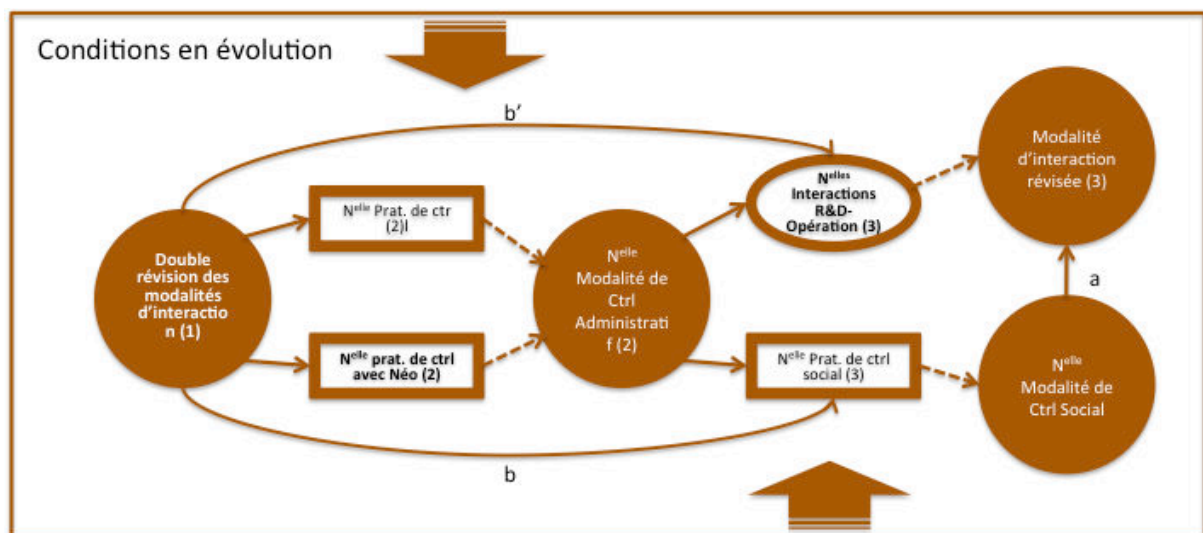 Conditions en évolution
b’
Double
révision des
modalités
d’interactio
n (1)
Nelle Prat. de ctr
(2)l
Nelle prat. de ctrl
avec Néo (2)
Nelle
Modalité de
Ctrl
Administrati
f (2)
Nelles
Interactions
R&D-
Opération (3)
Nelle Prat. de ctrl
social (3)
Modalité
d’interaction
révisée (3)
a
Nelle
Modalité de
Ctrl Social
b